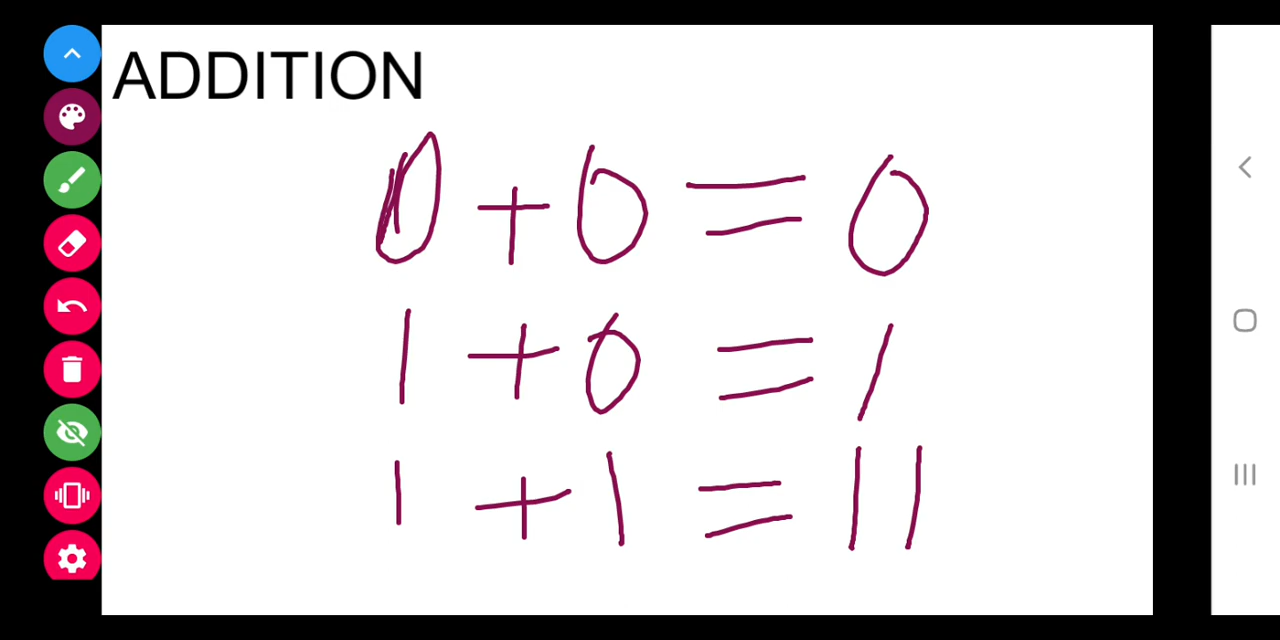 ADDITION
0 + 0 = 0
1 + 0 = 1
1 + 1 = 11